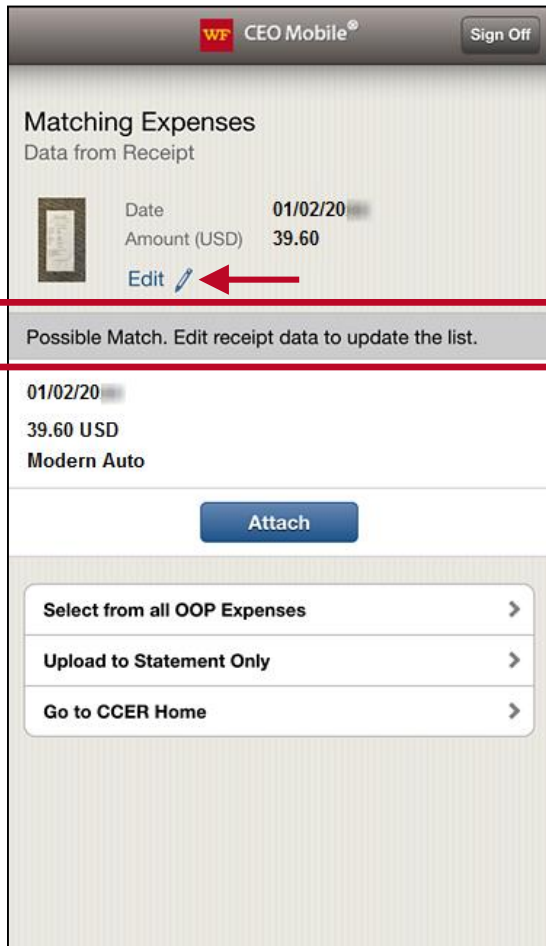 WF CEO Mobile®
Sign Off
Matching Expenses
Data from Receipt
Date 01/02/20
Amount (USD) 39.60
Edit
Possible Match. Edit receipt data to update the list.
01/02/20
39.60 USD
Modern Auto
Attach
Select from all OOP Expenses
Upload to Statement Only
Go to CCER Home